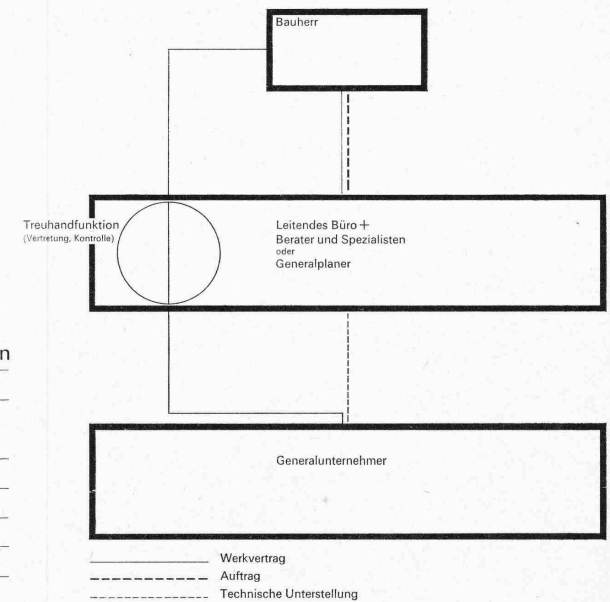 Bauherr
Treuhandfunktion
(Vertretung, Kontrolle)
Leitendes Büro +
Berater und Spezialisten
oder
Generalplaner
n
Generalunternehmer
Werkvertrag
Auftrag
Technische Unterstellung